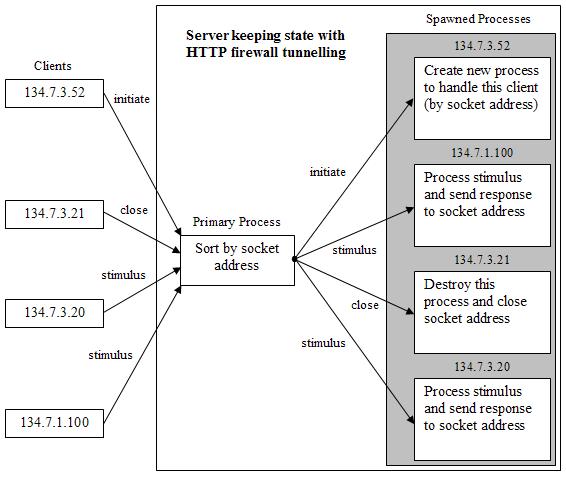 Server keeping state with
HTTP firewall tunnelling
Spawned Processes
Clients
134.7.3.52
initiate
134.7.3.21
close
stimulus
134.7.3.20
stimulus
134.7.1.100
Primary Process
Sort by socket
address
initiate
stimulus
close
stimulus
134.7.3.52
Create new process
to handle this client
(by socket address)
134.7.1.100
Process stimulus
and send response
to socket address
134.7.3.21
Destroy this
process and close
socket address
134.7.3.20
Process stimulus
and send response
to socket address